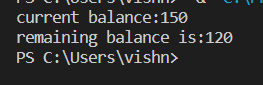 current balance:150
remaining balance is:120
PS C:\Users\vishn>